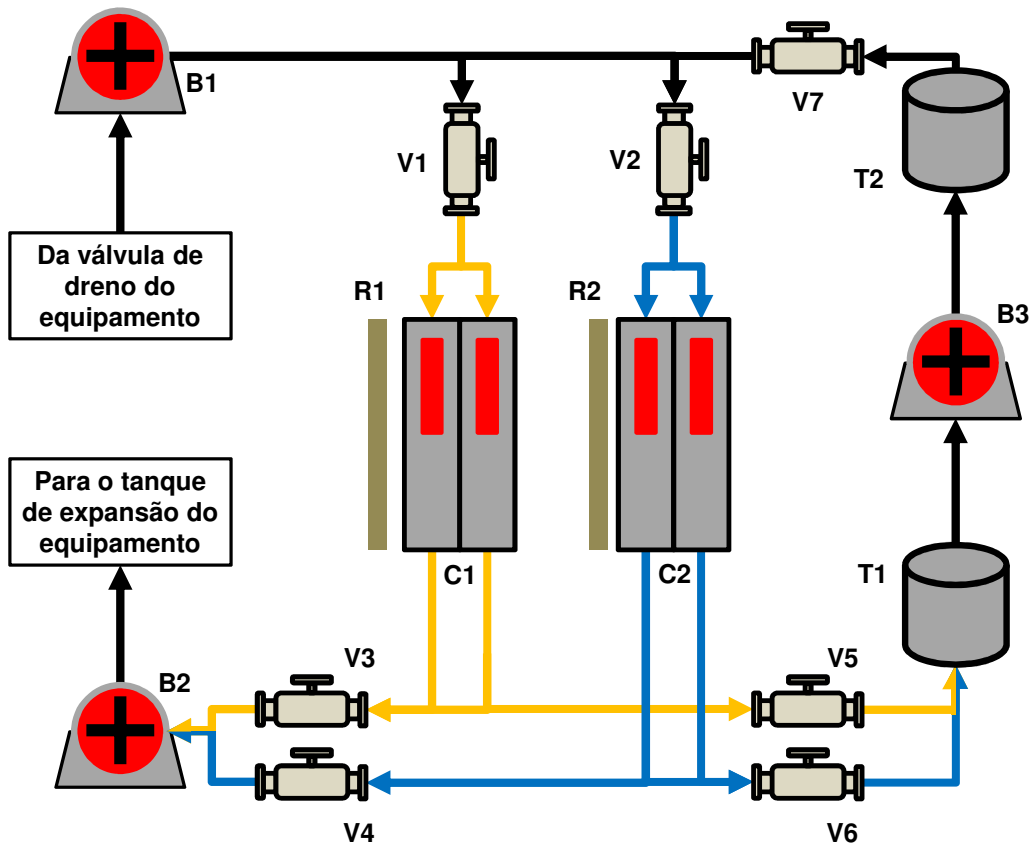 B1
V7
V1
V2
T2
Da válvula de
dreno do
equipamento
R1
R2
B3
Para o tanque
de expansão do
equipamento
C1
C2
T1
V3
V5
B2
V4
V6